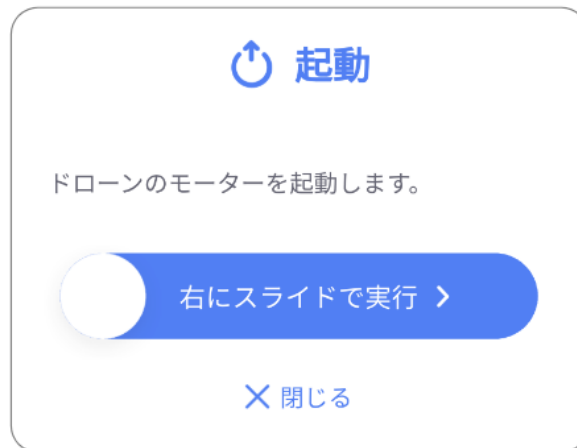 起動
ドローンのモーターを起動します。
右にスライドで実行
閉じる